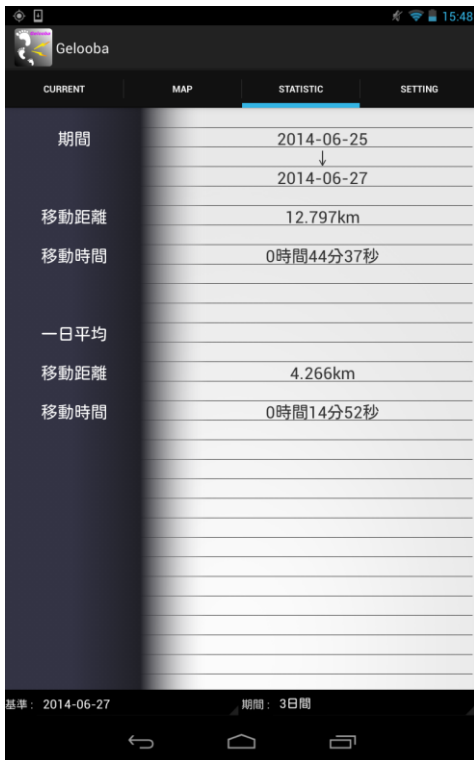 15:48
Gelooba
CURRENT MAP STATISTIC SETTING
期間 2014-06-25
↓
2014-06-27
移動距離 12.797km
移動時間 0時間44分37秒
一日平均
移動距離 4.266km
移動時間 0時間14分52秒
基準： 2014-06-27 期間： 3日間